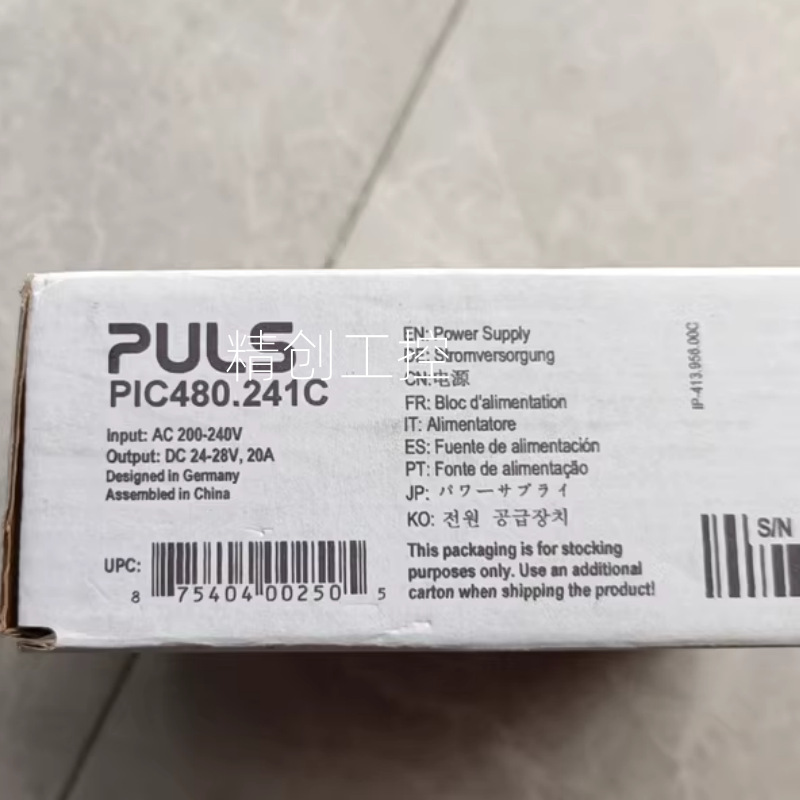 PULS
精创工控
PIC480.241C
Input: AC 200-240V
Output: DC 24-28V, 20A
Designed in Germany
Assembled in China
UPC:
8 75404 00250 5
EN: Power Supply
DE: Stromversorgung
CN:电源
FR: Bloc d'alimentation
IT: Alimentatore
ES: Fuente de alimentación
PT: Fonte de alimentação
JP: パワーサプライ
KO: 전원 공급장치
This packaging is for stocking
purposes only. Use an additional
carton when shipping the product!
IP-413.958.00C
S/N